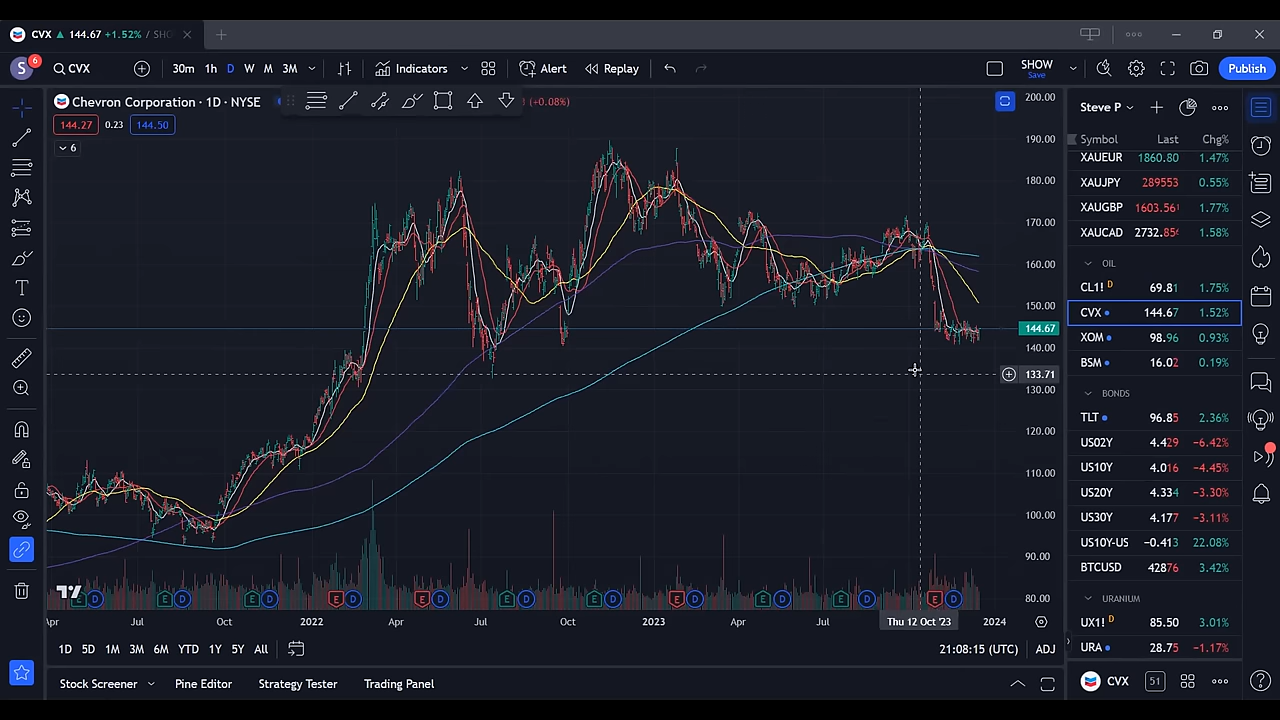 CVX ▲ 144.67 +1.52% / SHO
S 6 CVX 30m 1h D W M 3M Indicators Alert Replay SHOW Save Publish
Chevron Corporation · 1D · NYSE (+0.08%)
144.27 0.23 144.50
6
200.00
190.00
180.00
170.00
160.00
150.00
144.67
140.00
133.71
130.00
120.00
110.00
100.00
90.00
80.00
E D E D E D E D E D E D E D E D E D E D E D
Apr Jul Oct 2022 Apr Jul Oct 2023 Apr Jul Thu 12 Oct '23 2024
1D 5D 1M 3M 6M YTD 1Y 5Y All 21:08:15 (UTC) ADJ
Stock Screener Pine Editor Strategy Tester Trading Panel
Steve P
Symbol Last Chg%
XAUEUR 1860.80 1.47%
XAUJPY 289553 0.55%
XAUGBP 1603.56 1.77%
XAUCAD 2732.85 1.58%
OIL
CL1! D 69.81 1.75%
CVX 144.67 1.52%
XOM 98.96 0.93%
BSM 16.02 0.19%
BONDS
TLT 96.85 2.36%
US02Y 4.429 −6.42%
US10Y 4.016 −4.45%
US20Y 4.334 −3.30%
US30Y 4.177 −3.11%
US10Y-US −0.413 22.08%
BTCUSD 42876 3.42%
URANIUM
UX1! D 85.50 3.01%
URA 28.75 −1.17%
CVX 51